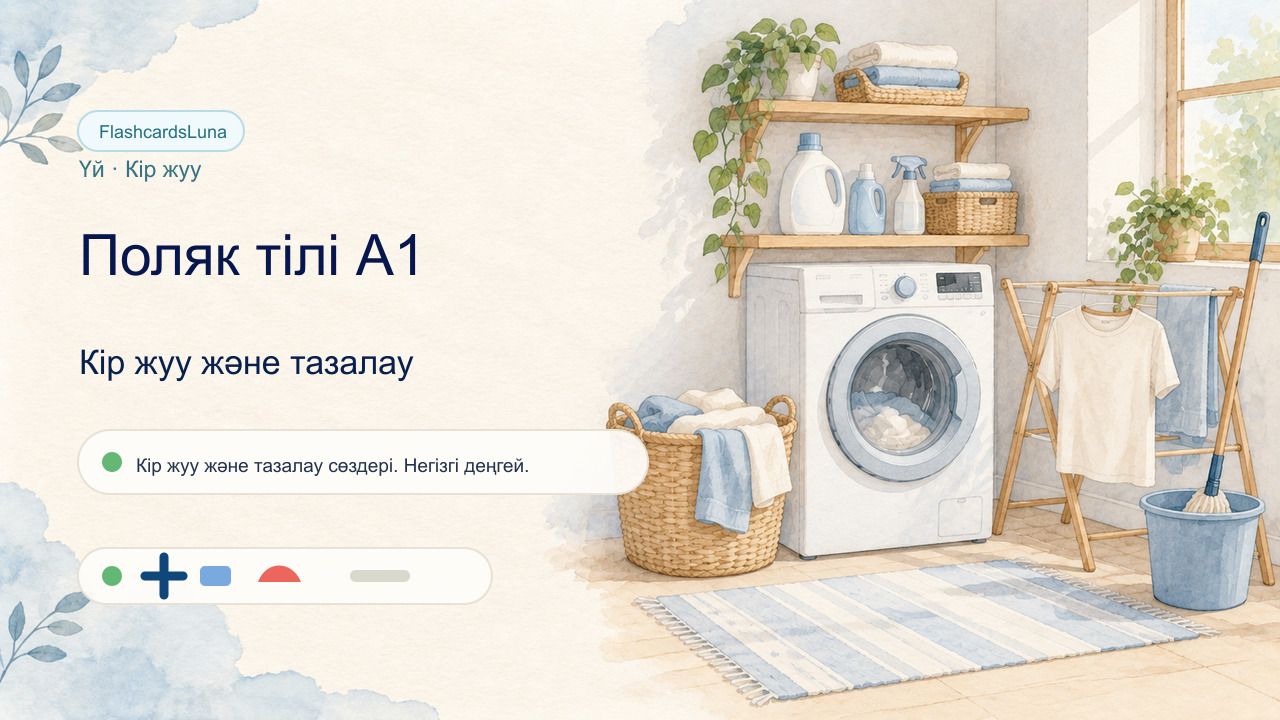 FlashcardsLuna
Үй · Кір жуу
Поляк тілі A1
Кір жуу және тазалау
Кір жуу және тазалау сөздері. Негізгі деңгей.